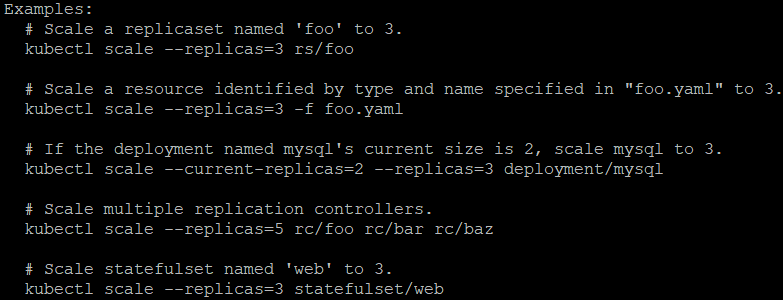 Examples:
# Scale a replicaset named 'foo' to 3.
kubectl scale --replicas=3 rs/foo
# Scale a resource identified by type and name specified in "foo.yaml" to 3.
kubectl scale --replicas=3 -f foo.yaml
# If the deployment named mysql's current size is 2, scale mysql to 3.
kubectl scale --current-replicas=2 --replicas=3 deployment/mysql
# Scale multiple replication controllers.
kubectl scale --replicas=5 rc/foo rc/bar rc/baz
# Scale statefulset named 'web' to 3.
kubectl scale --replicas=3 statefulset/web